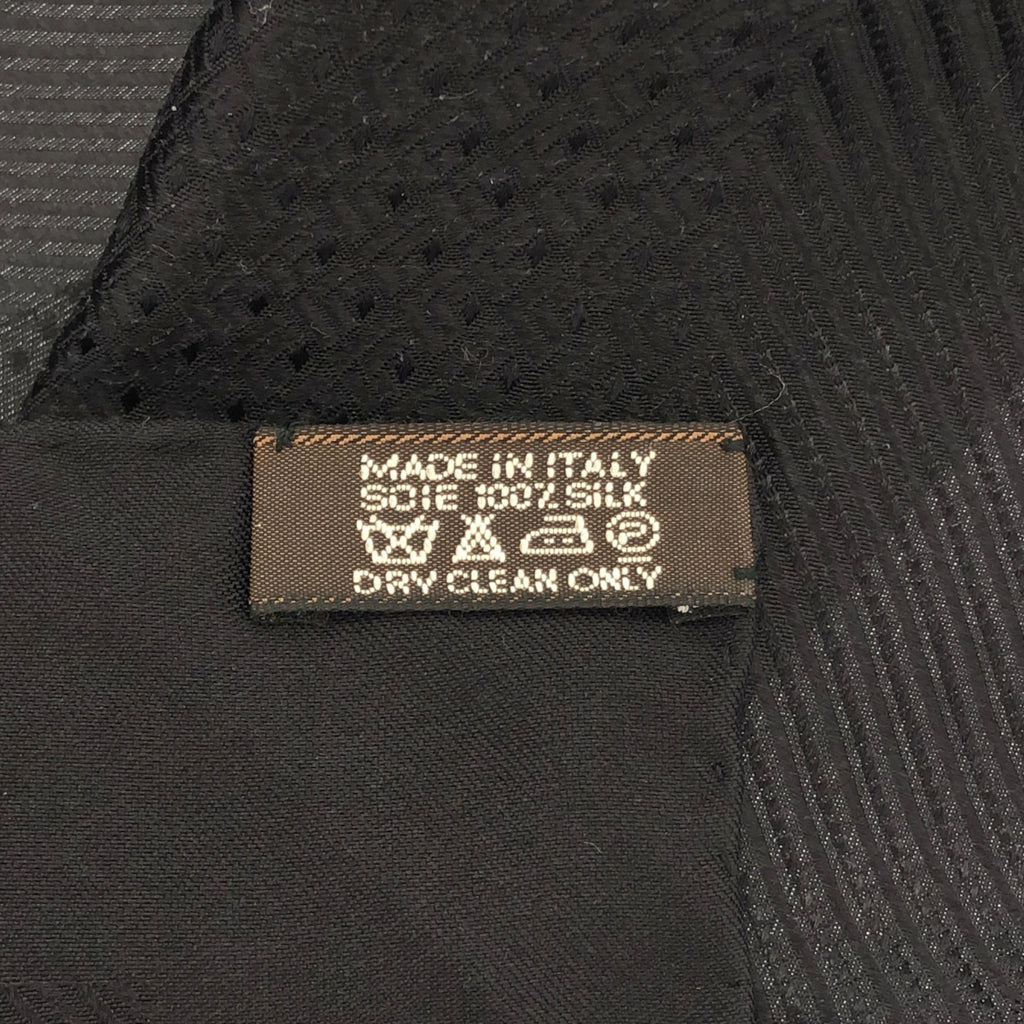 MADE IN ITALY
SOIE 100% SILK
P
DRY CLEAN ONLY